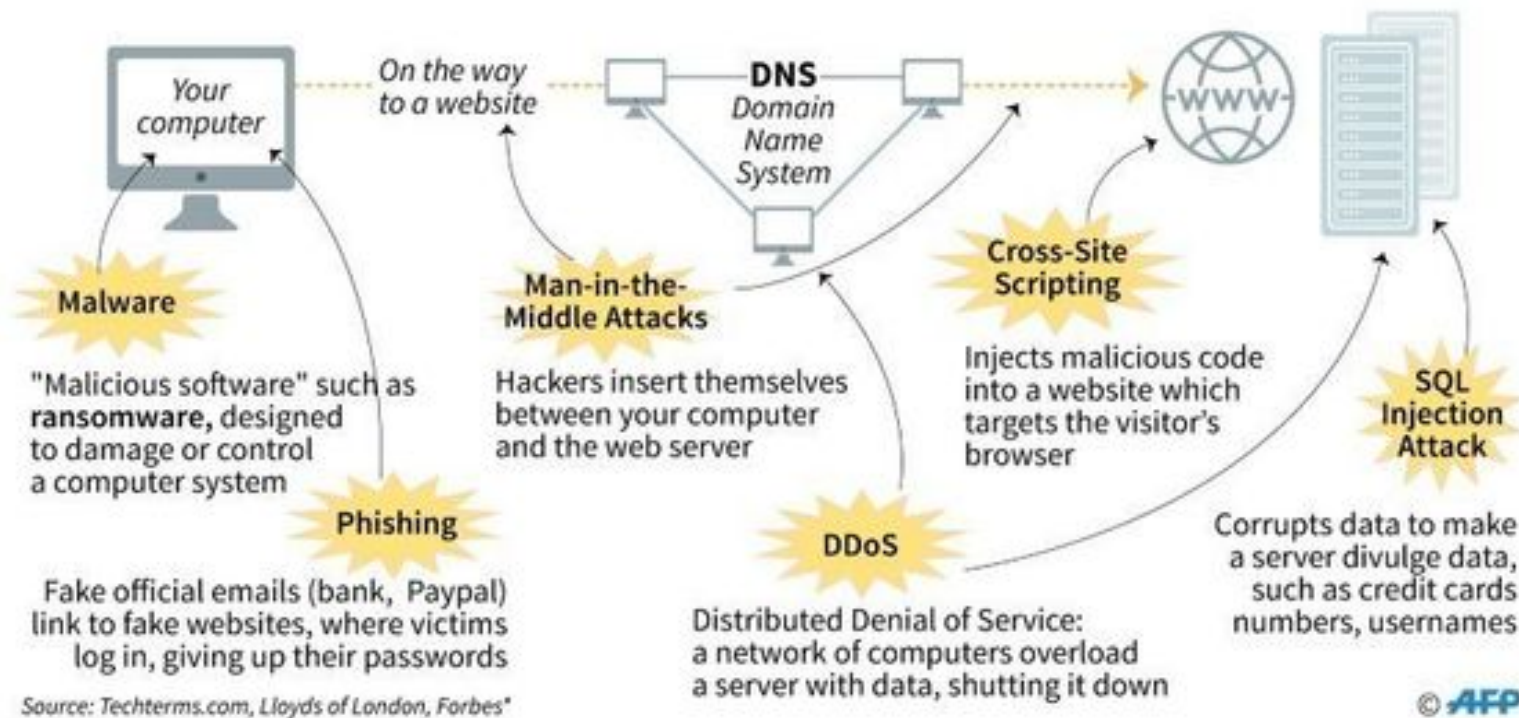 Your
computer
On the way
to a website
DNS
Domain
Name
System
WWW
Malware
"Malicious software" such as
ransomware, designed
to damage or control
a computer system
Phishing
Fake official emails (bank, Paypal)
link to fake websites, where victims
log in, giving up their passwords
Man-in-the-
Middle Attacks
Hackers insert themselves
between your computer
and the web server
DDoS
Distributed Denial of Service:
a network of computers overload
a server with data, shutting it down
Cross-Site
Scripting
Injects malicious code
into a website which
targets the visitor's
browser
SQL
Injection
Attack
Corrupts data to make
a server divulge data,
such as credit cards
numbers, usernames
Source: Techterms.com, Lloyds of London, Forbes*
© AFP